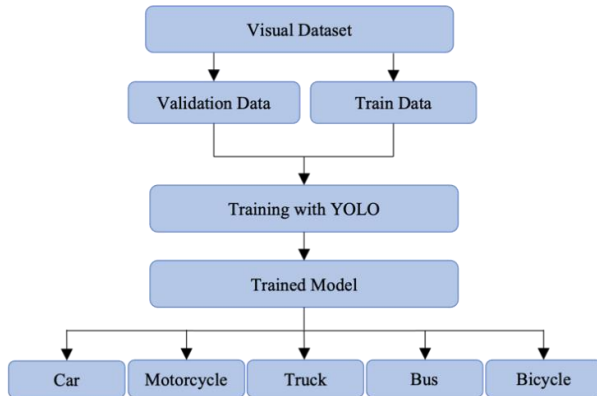 Visual Dataset
Validation Data
Train Data
Training with YOLO
Trained Model
Car
Motorcycle
Truck
Bus
Bicycle